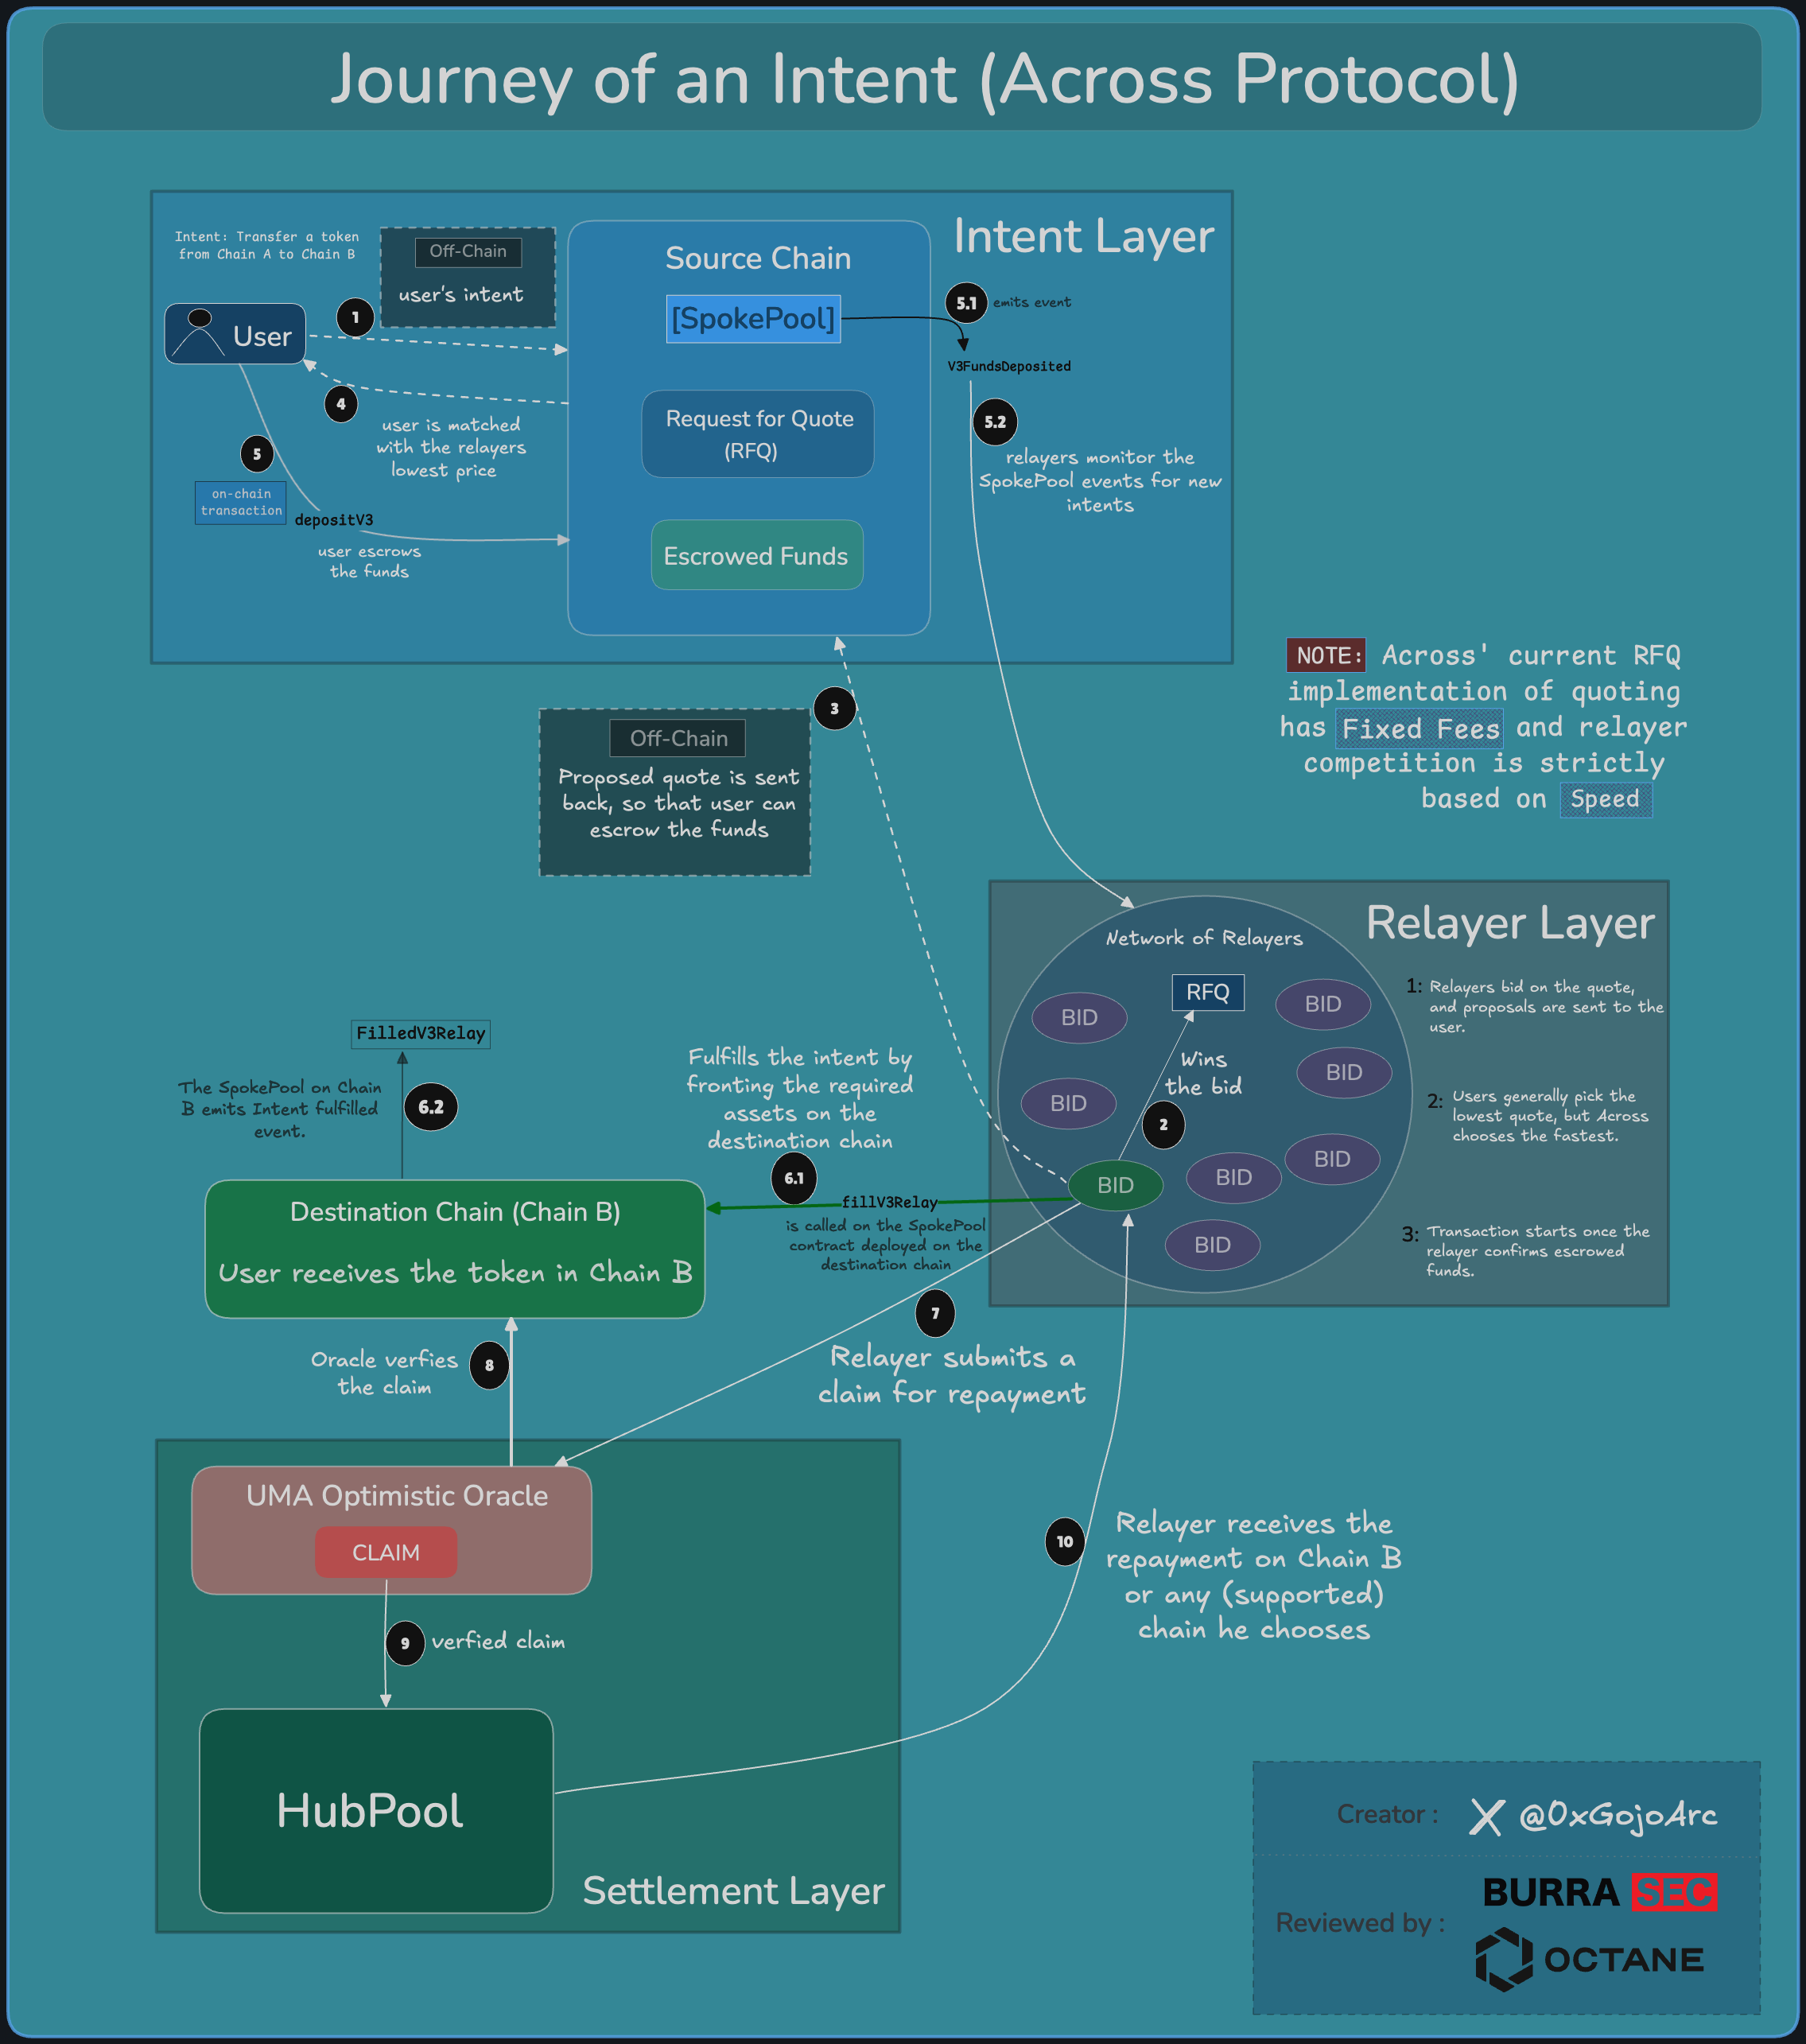 Journey of an Intent (Across Protocol)
Intent Layer
Intent: Transfer a token
from Chain A to Chain B
Off-Chain
user's intent
User
1
4
user is matched
with the relayers
lowest price
5
on-chain
transaction
depositV3
user escrows
the funds
Source Chain
[SpokePool]
Request for Quote
(RFQ)
Escrowed Funds
5.1
emits event
V3FundsDeposited
5.2
relayers monitor the
SpokePool events for new
intents
NOTE: Across' current RFQ
implementation of quoting
has Fixed Fees and relayer
competition is strictly
based on Speed
3
Off-Chain
Proposed quote is sent
back, so that user can
escrow the funds
Relayer Layer
Network of Relayers
RFQ
BID
BID
BID
BID
Wins
the bid
2
BID
BID
BID
BID
1: Relayers bid on the quote,
and proposals are sent to the
user.
2: Users generally pick the
lowest quote, but Across
chooses the fastest.
3: Transaction starts once the
relayer confirms escrowed
funds.
FilledV3Relay
The SpokePool on Chain
B emits Intent fulfilled
event.
6.2
Fulfills the intent by
fronting the required
assets on the
destination chain
6.1
fillV3Relay
is called on the SpokePool
contract deployed on the
destination chain
Destination Chain (Chain B)
User receives the token in Chain B
7
Relayer submits a
claim for repayment
Oracle verfies
the claim
8
UMA Optimistic Oracle
CLAIM
9
verfied claim
HubPool
Settlement Layer
10
Relayer receives the
repayment on Chain B
or any (supported)
chain he chooses
Creator :
X @0xGojoArc
Reviewed by :
BURRA SEC
OCTANE